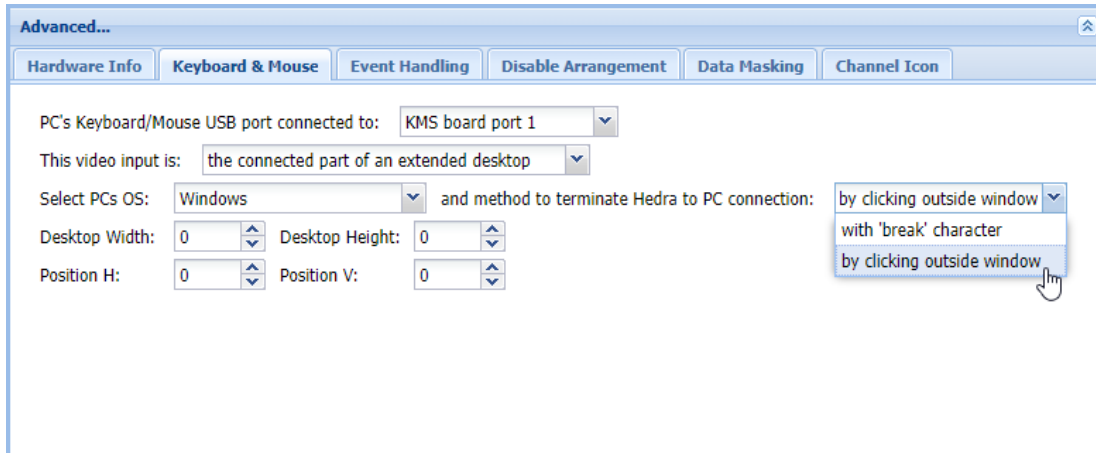 Advanced...
Hardware Info Keyboard & Mouse Event Handling Disable Arrangement Data Masking Channel Icon
PC's Keyboard/Mouse USB port connected to: KMS board port 1
This video input is: the connected part of an extended desktop
Select PCs OS: Windows and method to terminate Hedra to PC connection: by clicking outside window
with 'break' character
Desktop Width: 0 Desktop Height: 0
by clicking outside window
Position H: 0 Position V: 0